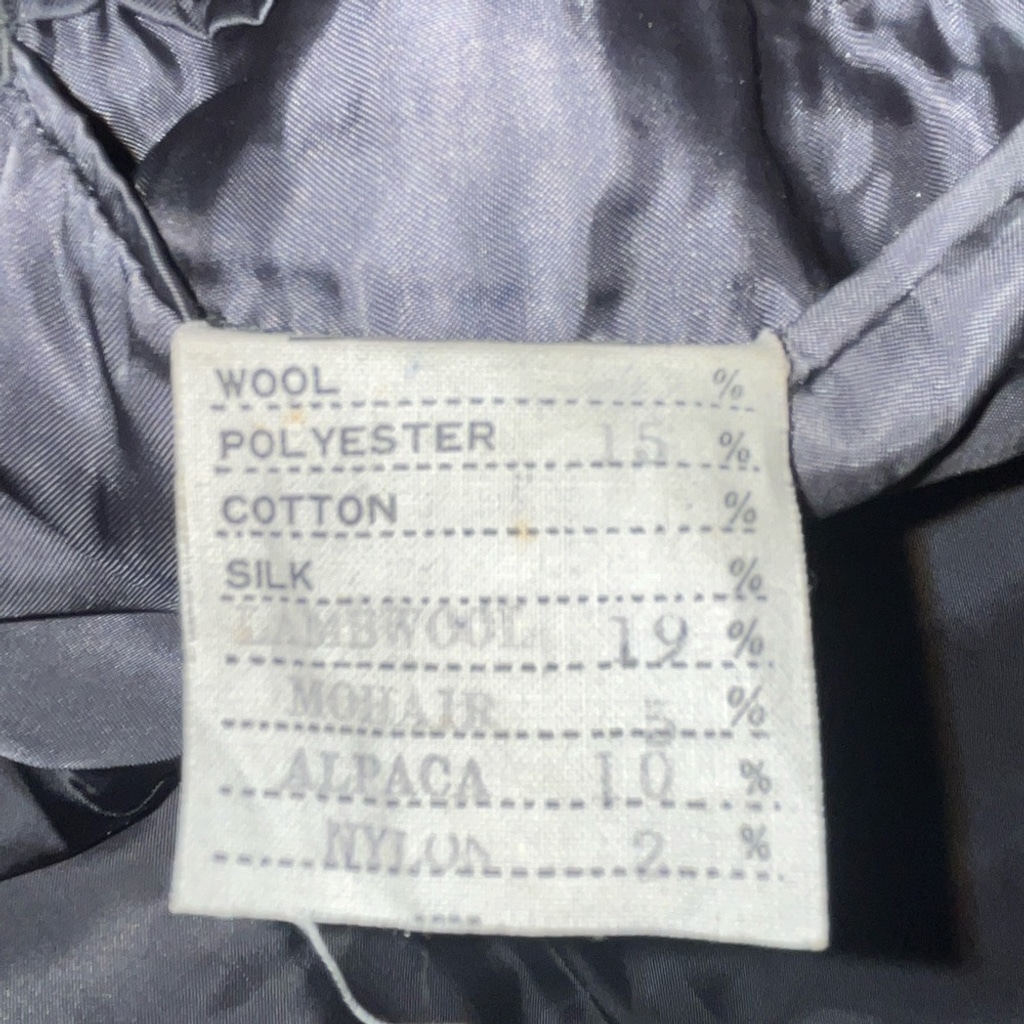 WOOL %
POLYESTER 15 %
COTTON %
SILK %
LAMBWOOL 19 %
MOHAIR 5 %
ALPACA 10 %
NYLON 2 %